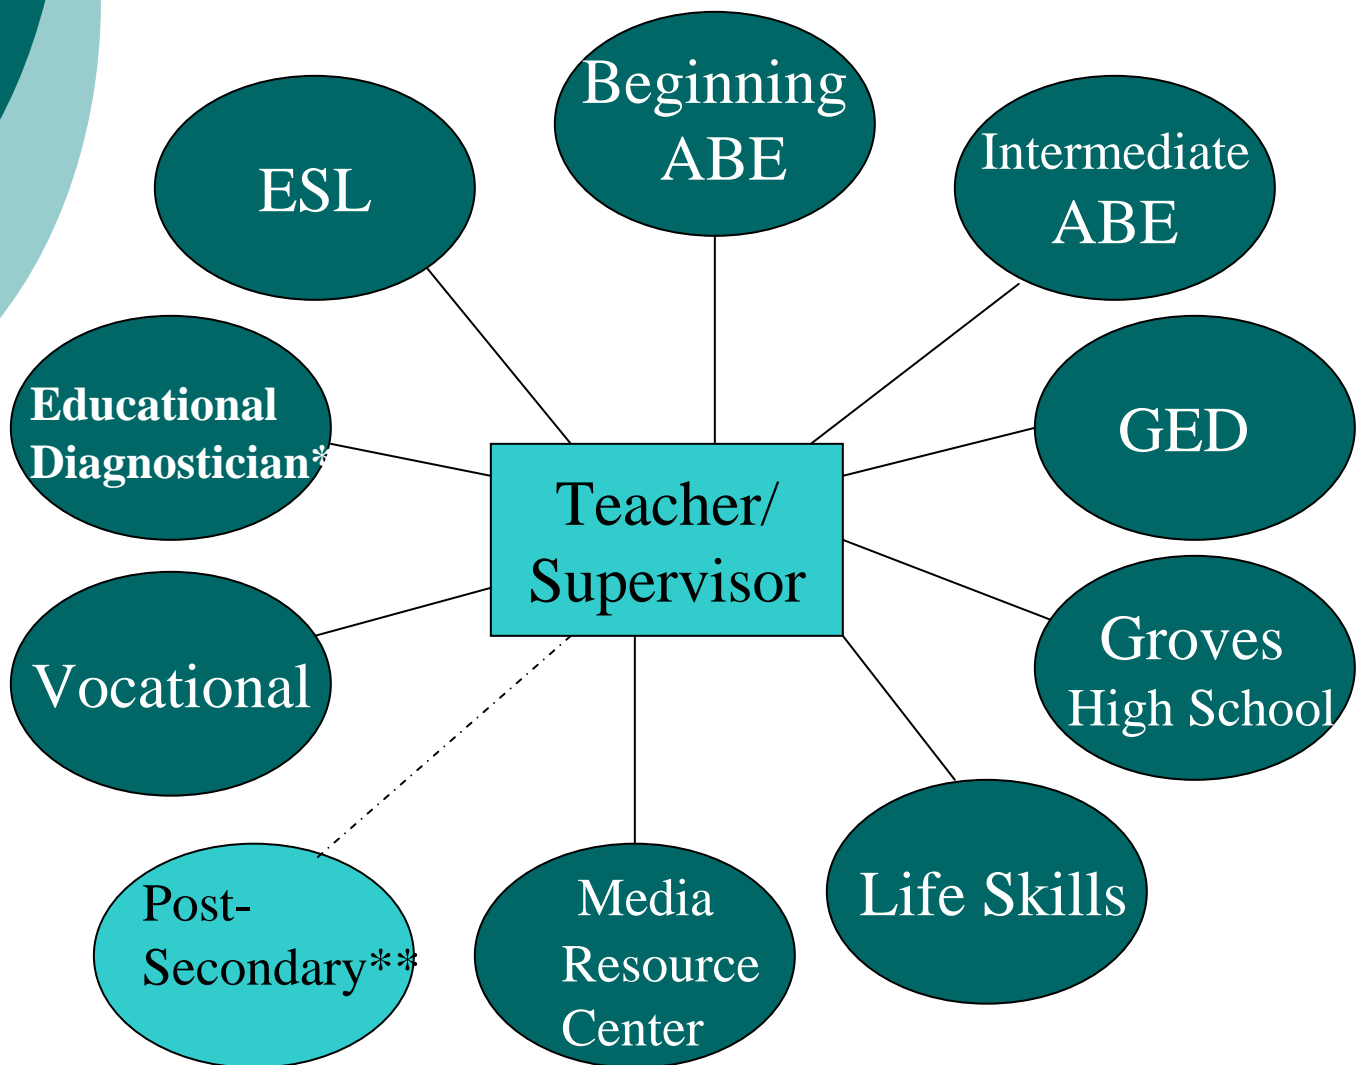 Beginning
ABE
ESL
Intermediate
ABE
Educational
Diagnostician*
GED
Teacher/
Supervisor
Vocational
Groves
High School
Post-
Secondary**
Media
Resource
Center
Life Skills